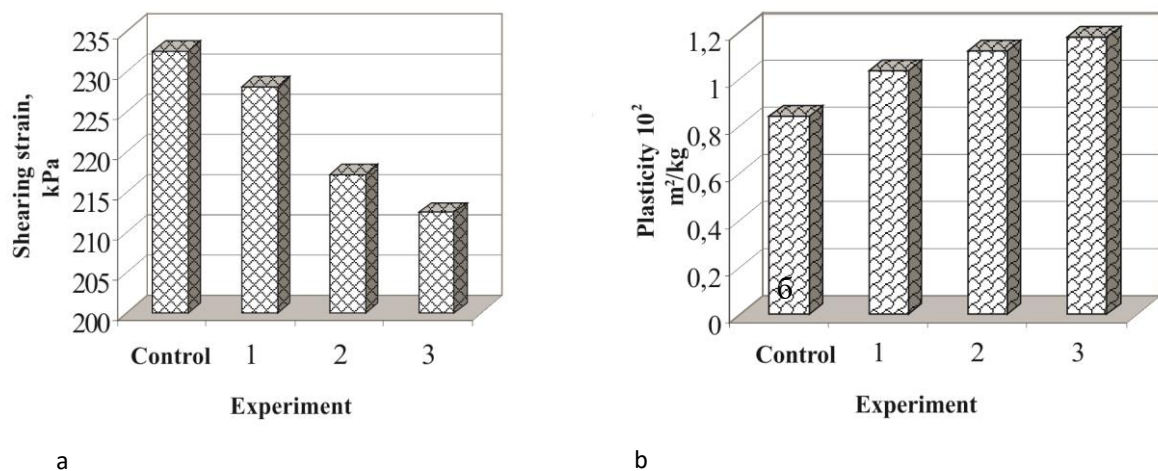 Shearing strain,
kPa
235
230
225
220
215
210
205
200
Control 1 2 3
Experiment
a
Plasticity 10²
m²/kg
1,2
1
0,8
0,6
0,4
0,2
0
б
Control 1 2 3
Experiment
b